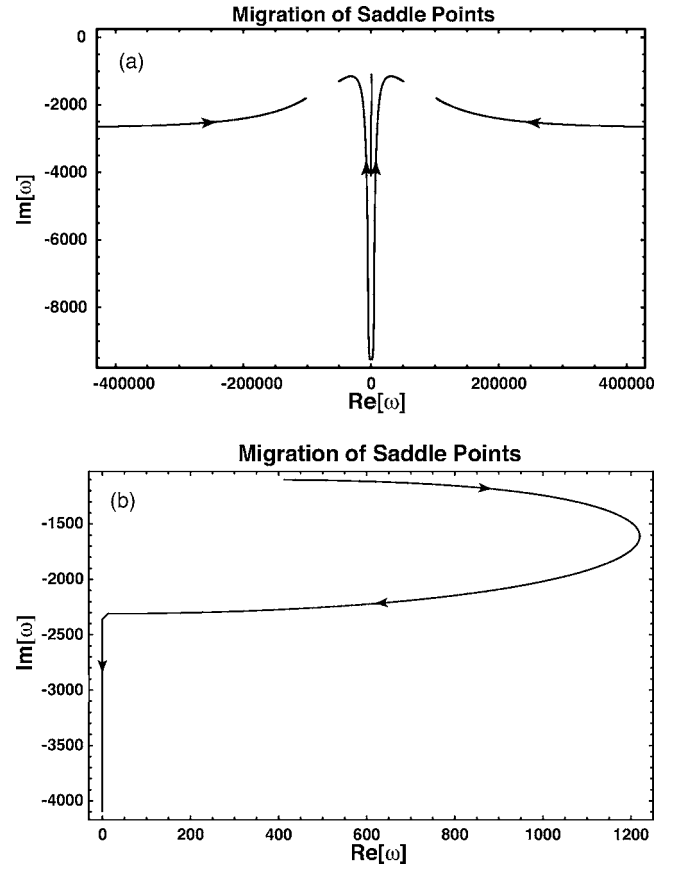 Migration of Saddle Points
(a)
0
-2000
-4000
-6000
-8000
Im[ω]
-400000 -200000 0 200000 400000
Re[ω]
Migration of Saddle Points
(b)
-1500
-2000
-2500
-3000
-3500
-4000
Im[ω]
0 200 400 600 800 1000 1200
Re[ω]